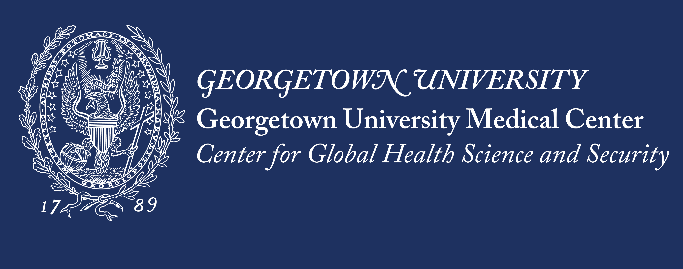 GEORGETOWN UNIVERSITY
Georgetown University Medical Center
Center for Global Health Science and Security
17 89